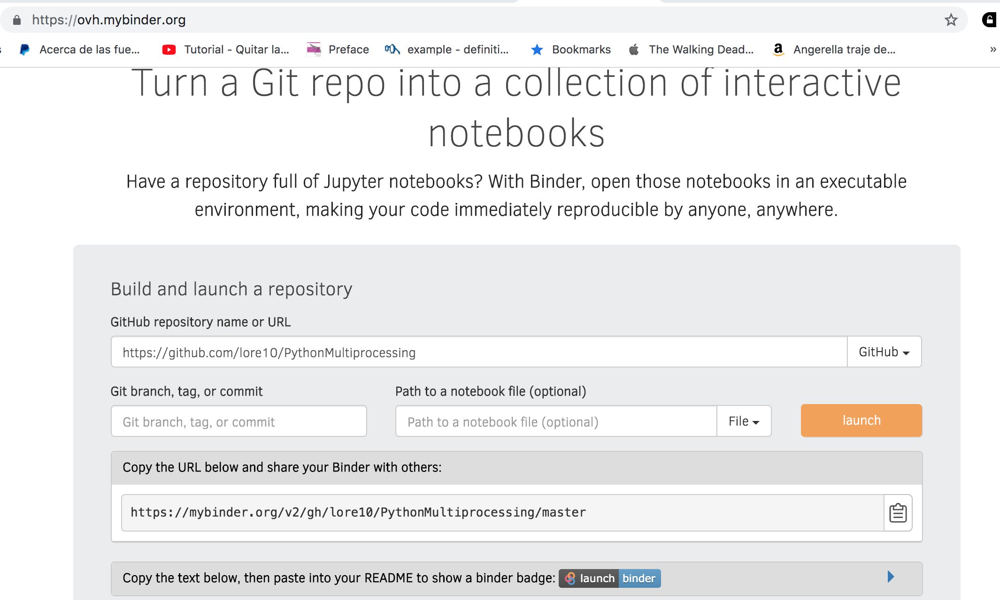 https://ovh.mybinder.org
Acerca de las fue... Tutorial - Quitar la... Preface example - definiti... Bookmarks The Walking Dead... Angerella traje de... »
Turn a Git repo into a collection of interactive
notebooks
Have a repository full of Jupyter notebooks? With Binder, open those notebooks in an executable
environment, making your code immediately reproducible by anyone, anywhere.
Build and launch a repository
GitHub repository name or URL
https://github.com/lore10/PythonMultiprocessing GitHub
Git branch, tag, or commit Path to a notebook file (optional)
Git branch, tag, or commit Path to a notebook file (optional) File launch
Copy the URL below and share your Binder with others:
https://mybinder.org/v2/gh/lore10/PythonMultiprocessing/master
Copy the text below, then paste into your README to show a binder badge: launch binder